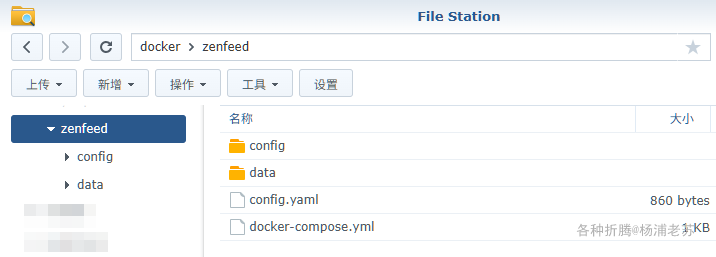 File Station
docker zenfeed
上传 新增 操作 工具 设置
zenfeed
config
data
名称 大小
config
data
config.yaml 860 bytes
docker-compose.yml 1 KB
各种折腾@杨浦老苏